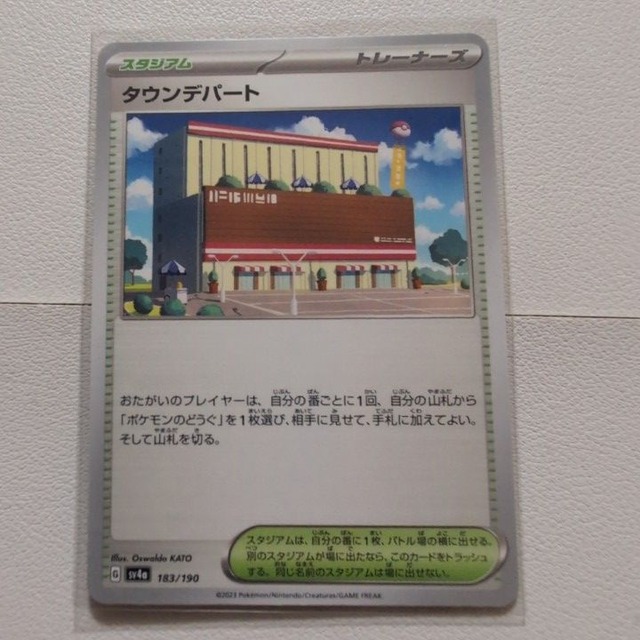 スタジアム
トレーナーズ
タウンデパート
おたがいのプレイヤーは、自分の番ごとに1回、自分の山札から
「ポケモンのどうぐ」を1枚選び、相手に見せて、手札に加えてよい。
そして山札を切る。
スタジアムは、自分の番に1枚、バトル場の横に出せる。
別のスタジアムが場に出たなら、このカードをトラッシュ
する。同じ名前のスタジアムは場に出せない。
Illus. Oswaldo KATO
G SV4a 183/190
©2023 Pokémon/Nintendo/Creatures/GAME FREAK.